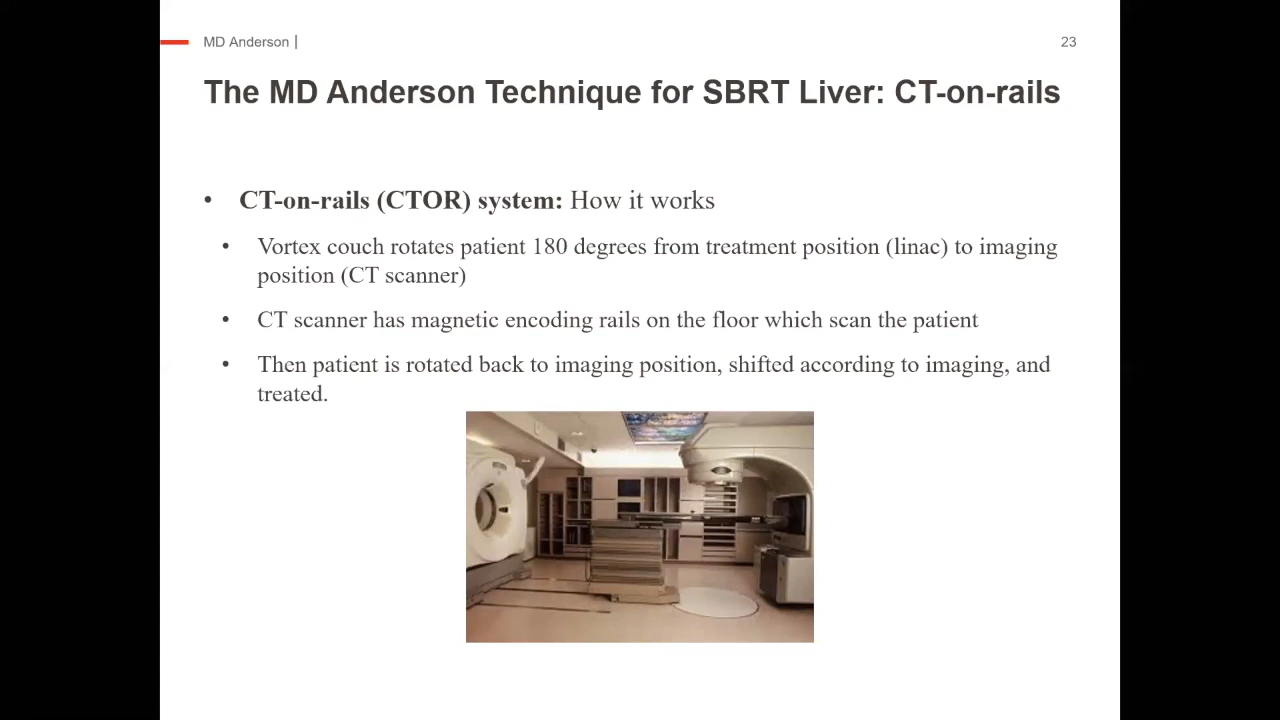 MD Anderson |
23
The MD Anderson Technique for SBRT Liver: CT-on-rails
• CT-on-rails (CTOR) system: How it works
• Vortex couch rotates patient 180 degrees from treatment position (linac) to imaging
position (CT scanner)
• CT scanner has magnetic encoding rails on the floor which scan the patient
• Then patient is rotated back to imaging position, shifted according to imaging, and
treated.